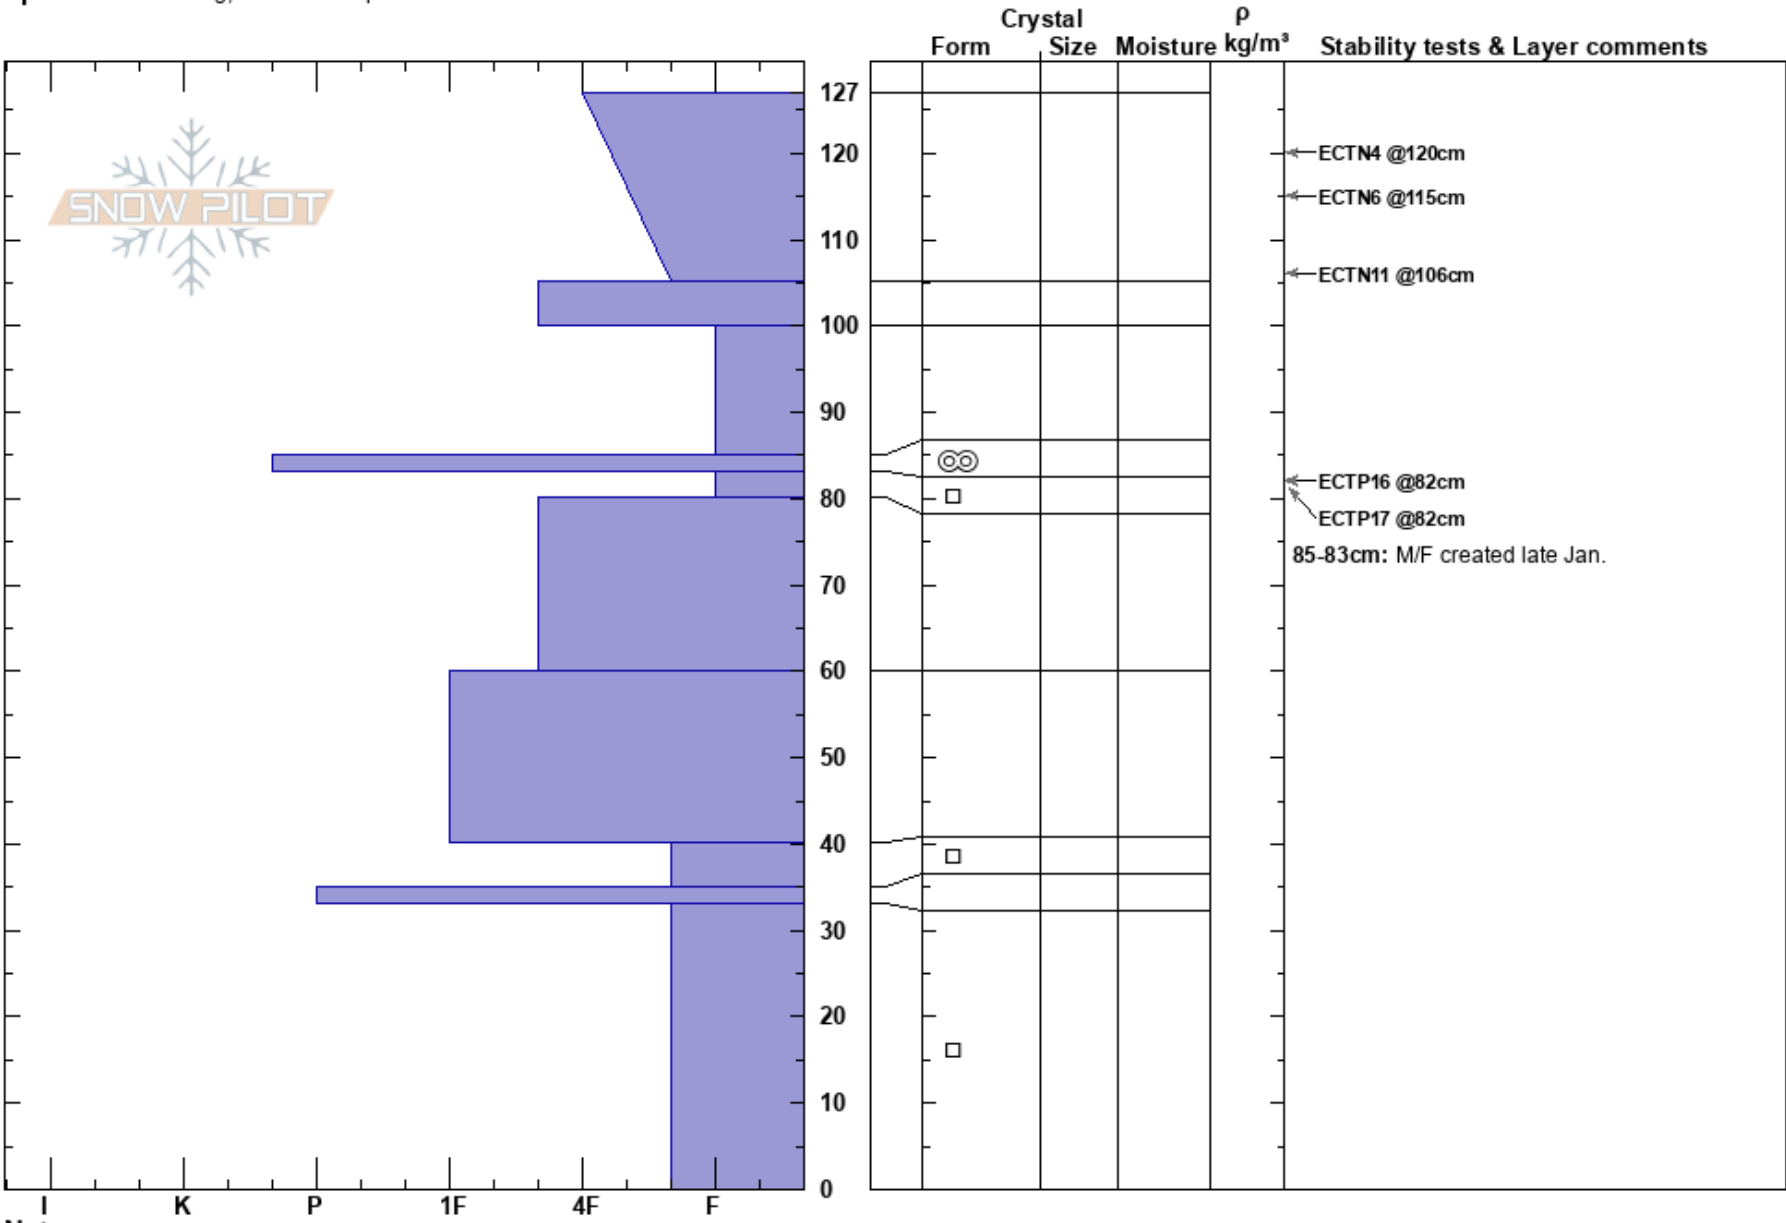 Crystal ρ
Form Size Moisture kg/m³ Stability tests & Layer comments
SNOW PILOT
127
120
110
100
90
80
70
60
50
40
30
20
10
0
ECTN4 @120cm
ECTN6 @115cm
ECTN11 @106cm
ECTP16 @82cm
ECTP17 @82cm
85-83cm: M/F created late Jan.
I K P 1F 4F F